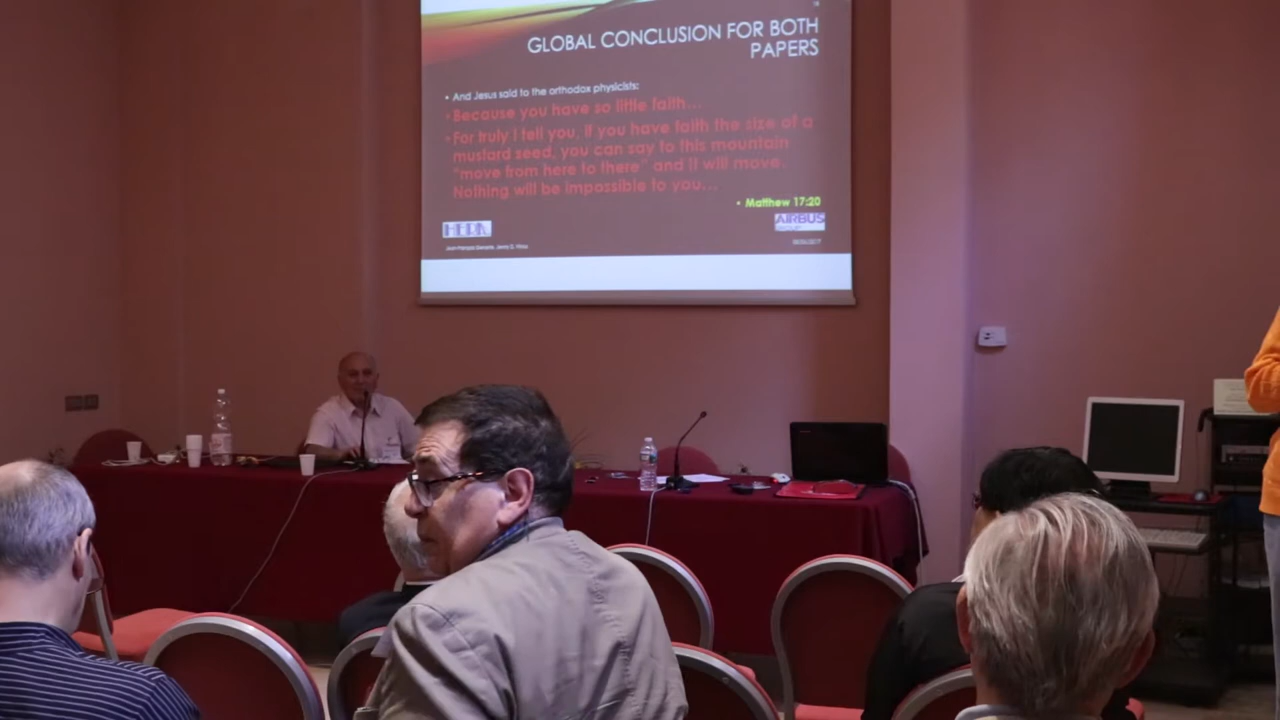 GLOBAL CONCLUSION FOR BOTH
PAPERS
• And Jesus said to the orthodox physicists:
• Because you have so little faith...
• For truly I tell you, if you have faith the size of a
mustard seed, you can say to this mountain
"move from here to there" and it will move.
Nothing will be impossible to you...
• Matthew 17:20
AIRBUS
GROUP